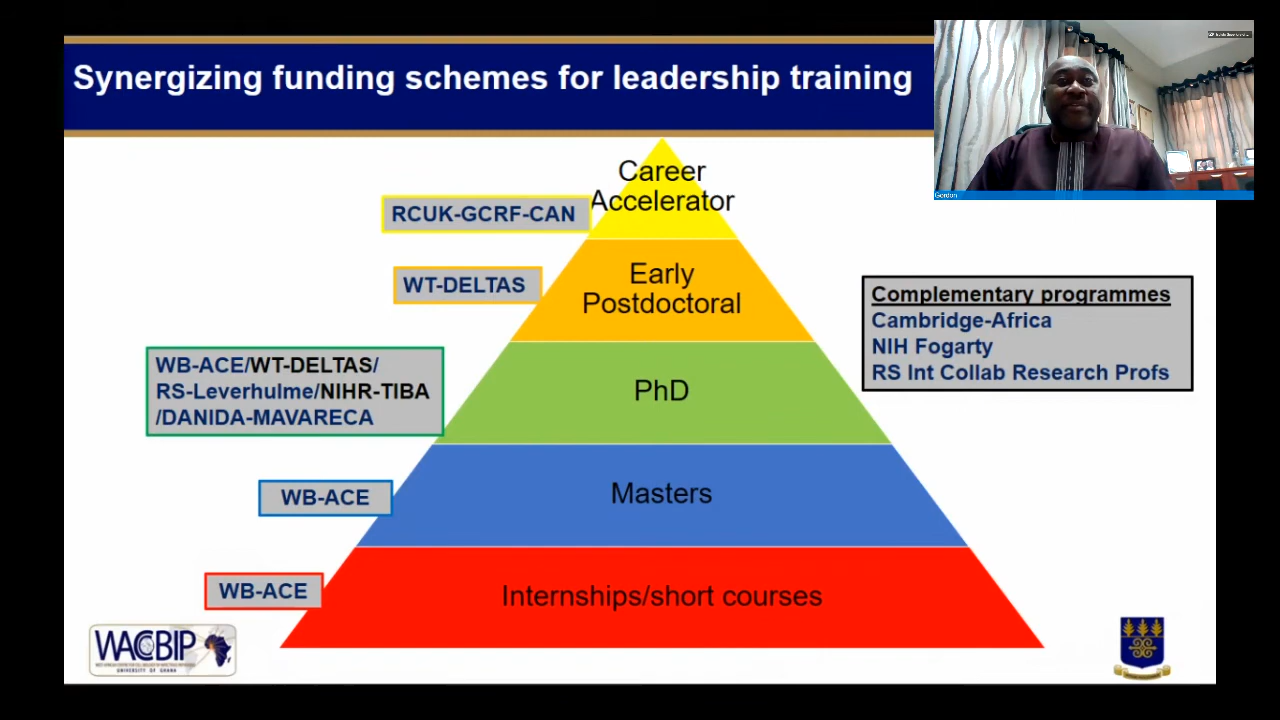 Synergizing funding schemes for leadership training
Gordon
Career
Accelerator
RCUK-GCRF-CAN
Early
Postdoctoral
WT-DELTAS
Complementary programmes
Cambridge-Africa
NIH Fogarty
RS Int Collab Research Profs
WB-ACE/WT-DELTAS/
RS-Leverhulme/NIHR-TIBA
/DANIDA-MAVARECA
PhD
WB-ACE
Masters
WB-ACE
Internships/short courses
WACCBIP
UNIVERSITY OF GHANA